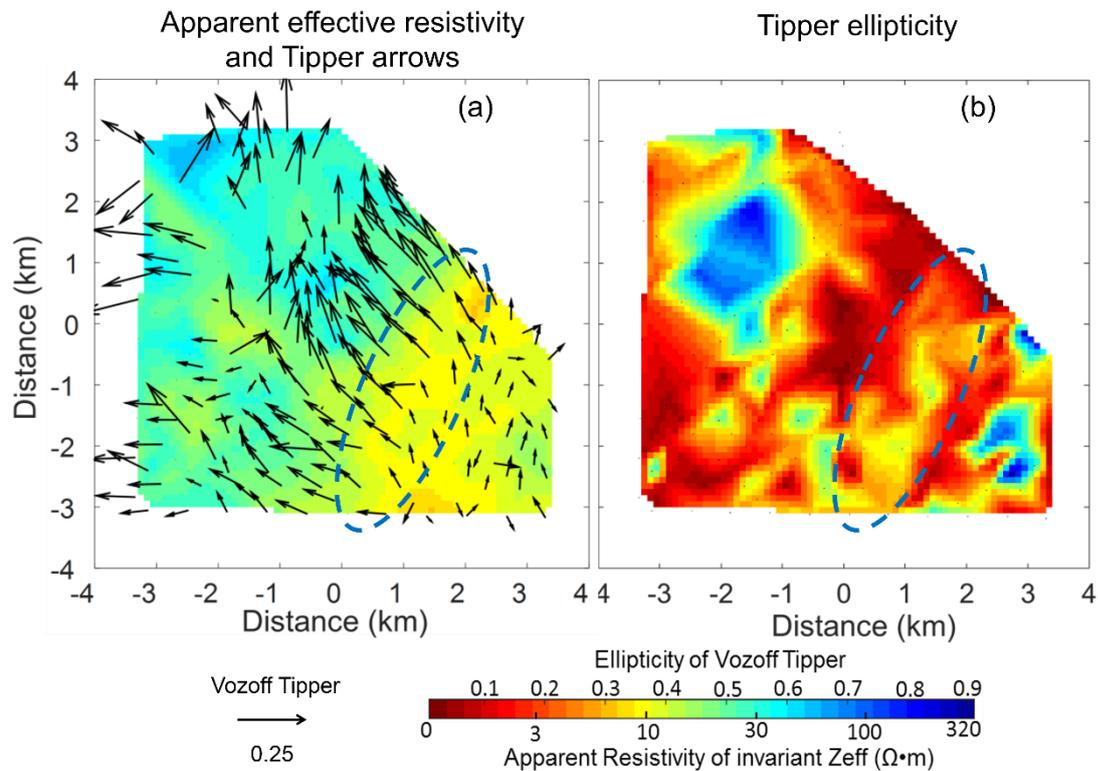 Apparent effective resistivity
and Tipper arrows
Tipper ellipticity
(a)
(b)
4
3
2
1
0
-1
-2
-3
-4
Distance (km)
-4 -3 -2 -1 0 1 2 3 4 -3 -2 -1 0 1 2 3 4
Distance (km)
Distance (km)
Ellipticity of Vozoff Tipper
Vozoff Tipper
0.1 0.2 0.3 0.4 0.5 0.6 0.7 0.8 0.9
0 3 10 30 100 320
0.25
Apparent Resistivity of invariant Zeff (Ω•m)